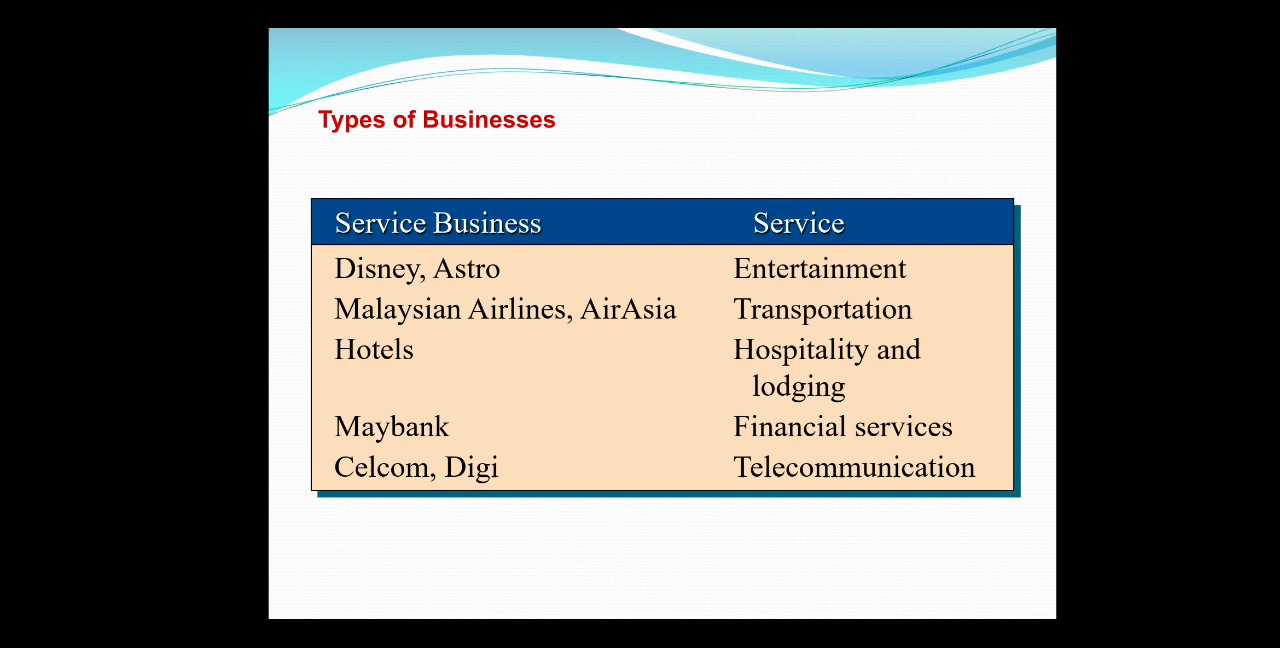 Types of Businesses
Service Business Service
Disney, Astro Entertainment
Malaysian Airlines, AirAsia Transportation
Hotels Hospitality and
lodging
Maybank Financial services
Celcom, Digi Telecommunication